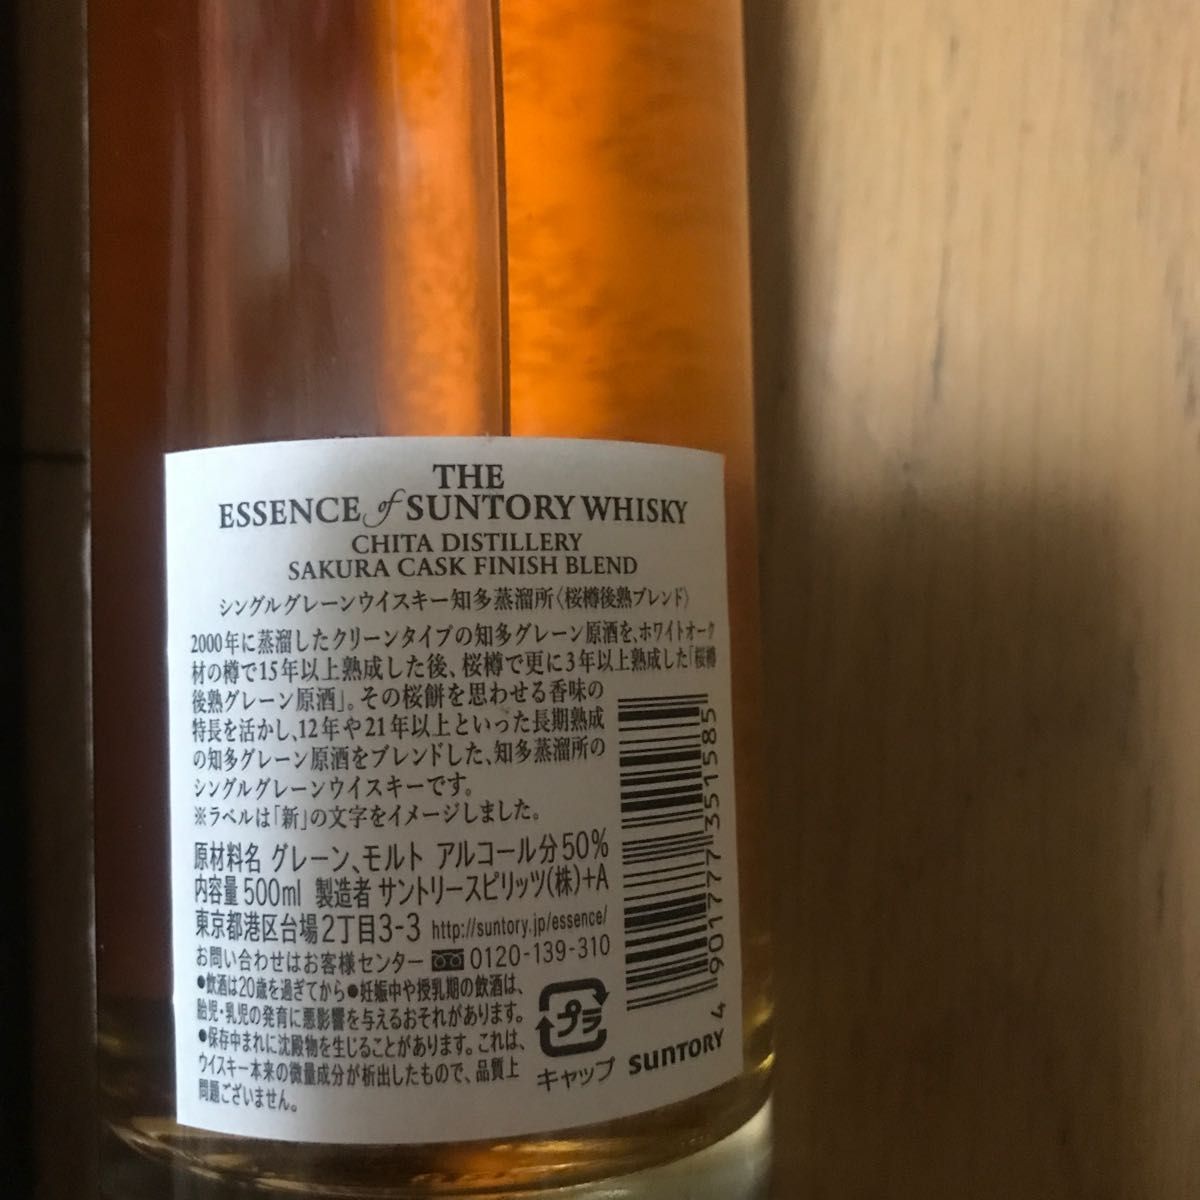 THE
ESSENCE of SUNTORY WHISKY
CHITA DISTILLERY
SAKURA CASK FINISH BLEND
シングルグレーンウイスキー知多蒸溜所〈桜樽後熟ブレンド〉
2000年に蒸溜したクリーンタイプの知多グレーン原酒を、ホワイトオーク
材の樽で15年以上熟成した後、桜樽で更に3年以上熟成した「桜樽
後熟グレーン原酒」。その桜餅を思わせる香味の
特長を活かし、12年や21年以上といった長期熟成
の知多グレーン原酒をブレンドした、知多蒸溜所の
シングルグレーンウイスキーです。
※ラベルは「新」の文字をイメージしました。
原材料名 グレーン、モルト アルコール分50%
内容量500ml 製造者 サントリースピリッツ(株)+A
東京都港区台場2丁目3-3 http://suntory.jp/essence/
お問い合わせはお客様センター 0120-139-310
●飲酒は20歳を過ぎてから●妊娠中や授乳期の飲酒は、
胎児・乳児の発育に悪影響を与えるおそれがあります。
●保存中まれに沈殿物を生じることがあります。これは、
ウイスキー本来の微量成分が析出したもので、品質上
問題ございません。
プラ
キャップ
SUNTORY
4 901777 351585